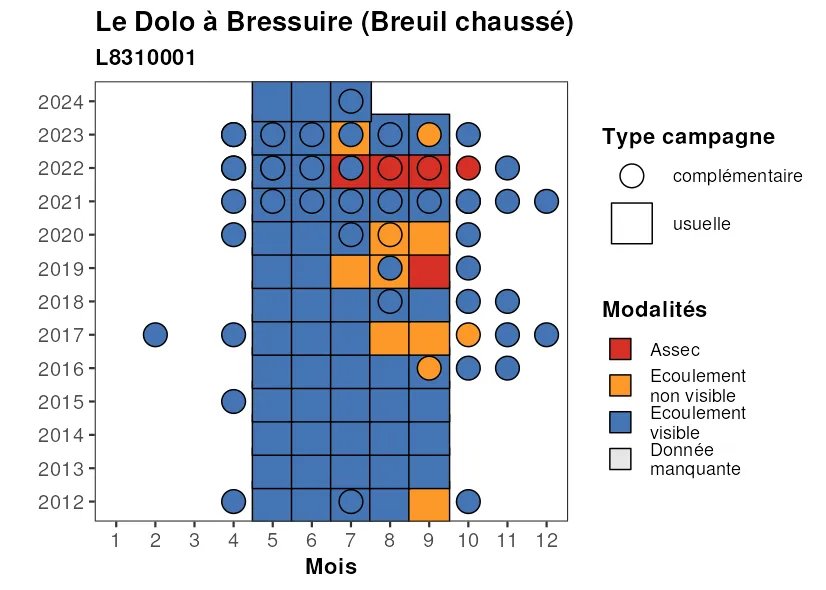 Le Dolo à Bressuire (Breuil chaussé)
L8310001
2024
2023
2022
2021
2020
2019
2018
2017
2016
2015
2014
2013
2012
1 2 3 4 5 6 7 8 9 10 11 12
Mois
Type campagne
complémentaire
usuelle
Modalités
Assec
Ecoulement
non visible
Ecoulement
visible
Donnée
manquante